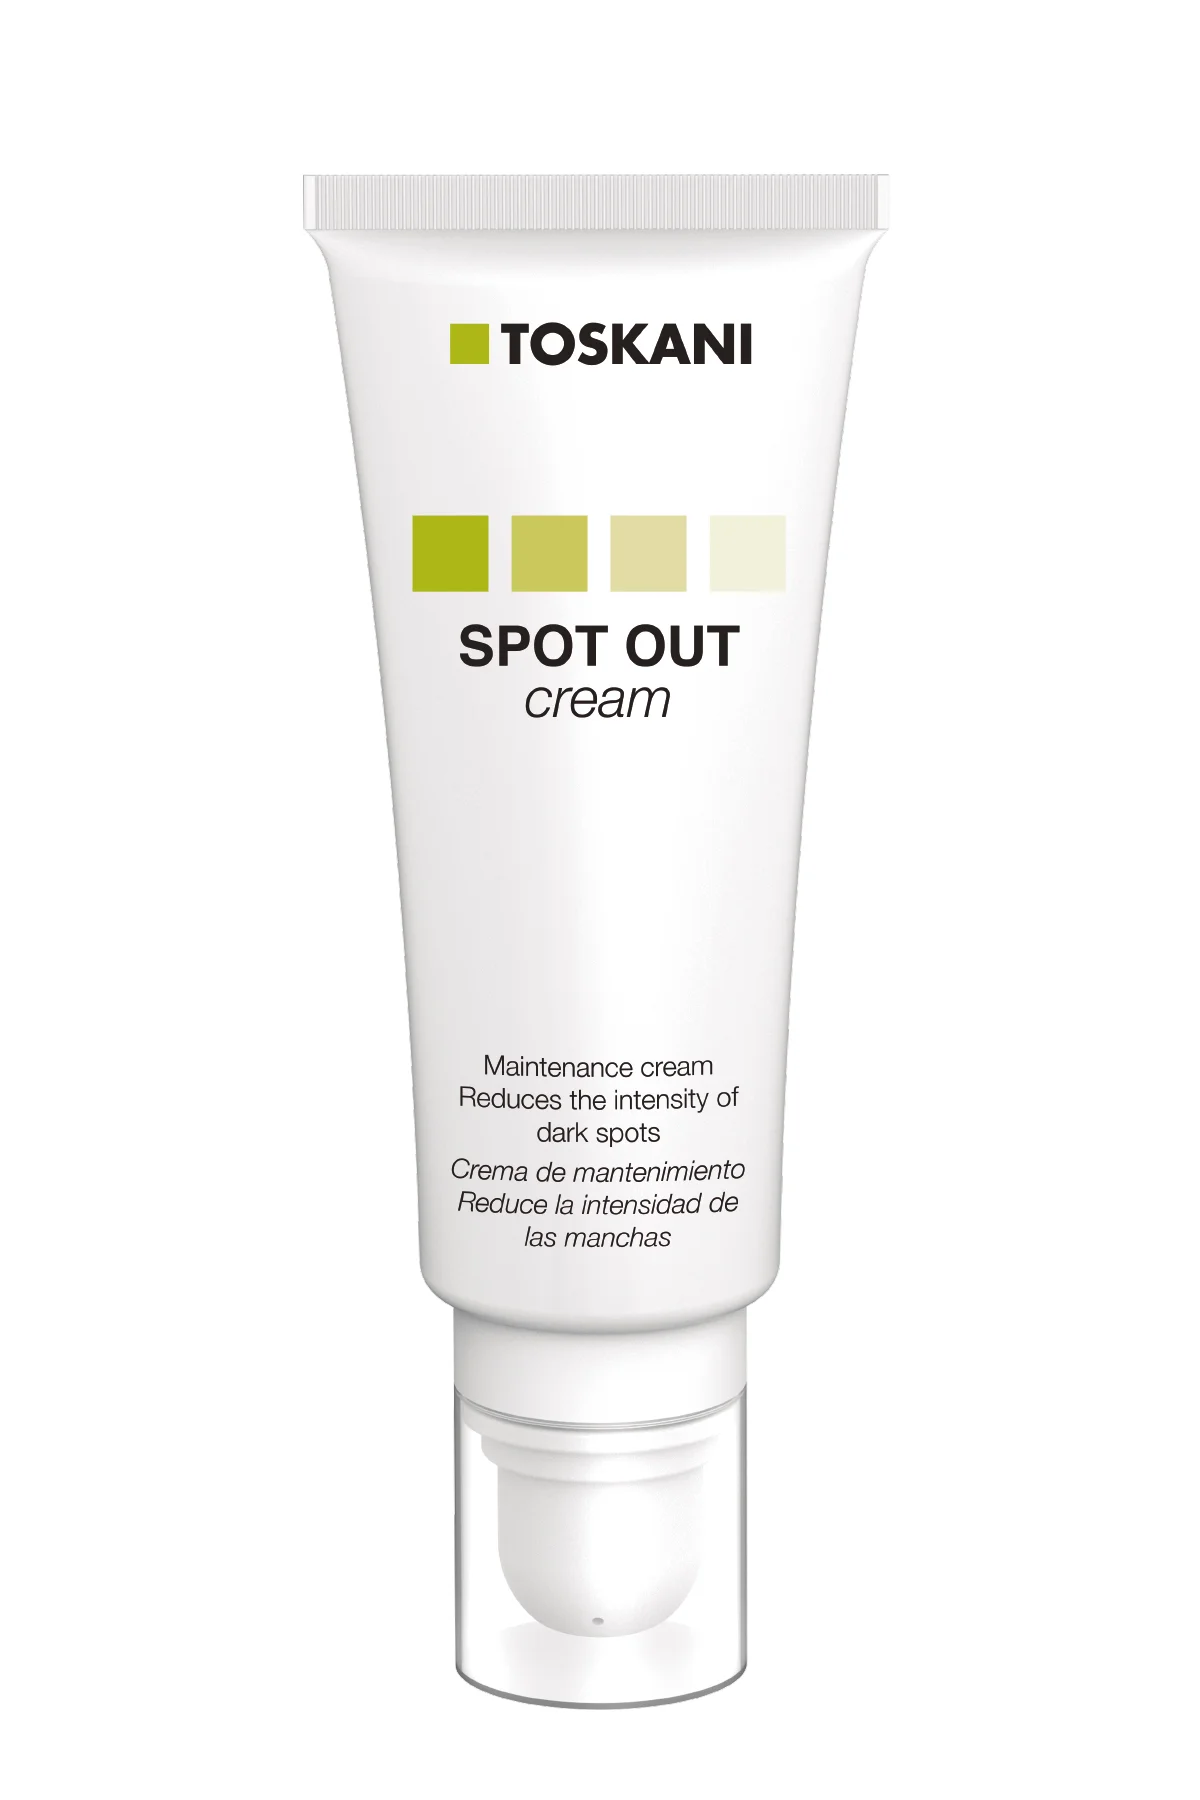 TOSKANI
SPOT OUT
cream
Maintenance cream
Reduces the intensity of
dark spots
Crema de mantenimiento
Reduce la intensidad de
las manchas